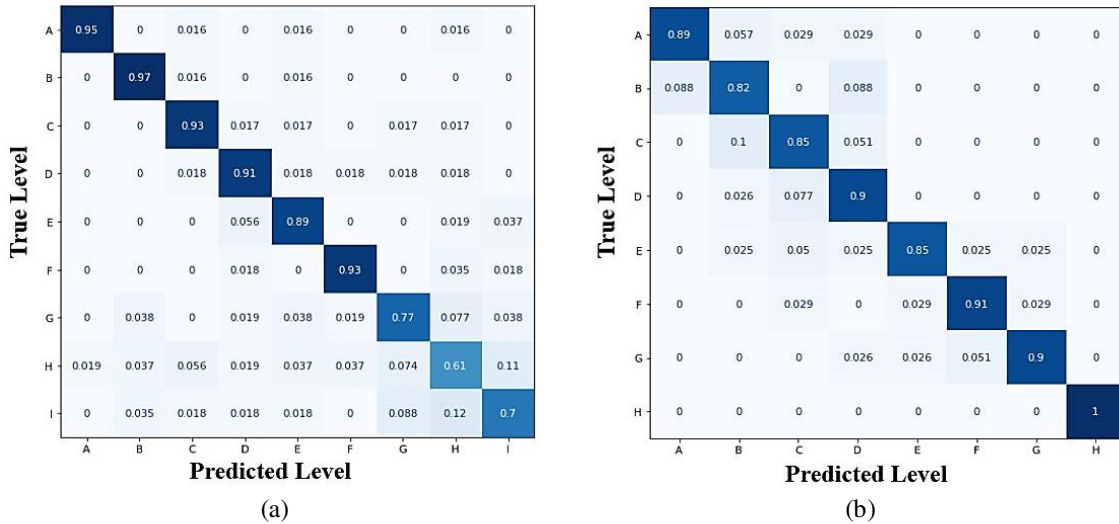 A 0.95 0 0.016 0 0.016 0 0 0.016 0
B 0 0.97 0.016 0 0.016 0 0 0 0
C 0 0 0.93 0.017 0.017 0 0.017 0.017 0
D 0 0 0.018 0.91 0.018 0.018 0.018 0.018 0
E 0 0 0 0.056 0.89 0 0 0.019 0.037
F 0 0 0 0.018 0 0.93 0 0.035 0.018
G 0 0.038 0 0.019 0.038 0.019 0.77 0.077 0.038
H 0.019 0.037 0.056 0.019 0.037 0.037 0.074 0.61 0.11
I 0 0.035 0.018 0.018 0.018 0 0.088 0.12 0.7
A B C D E F G H I
True Level
Predicted Level
(a)
A 0.89 0.057 0.029 0.029 0 0 0 0
B 0.088 0.82 0 0.088 0 0 0 0
C 0 0.1 0.85 0.051 0 0 0 0
D 0 0.026 0.077 0.9 0 0 0 0
E 0 0.025 0.05 0.025 0.85 0.025 0.025 0
F 0 0 0.029 0 0.029 0.91 0.029 0
G 0 0 0 0.026 0.026 0.051 0.9 0
H 0 0 0 0 0 0 0 1
A B C D E F G H
True Level
Predicted Level
(b)